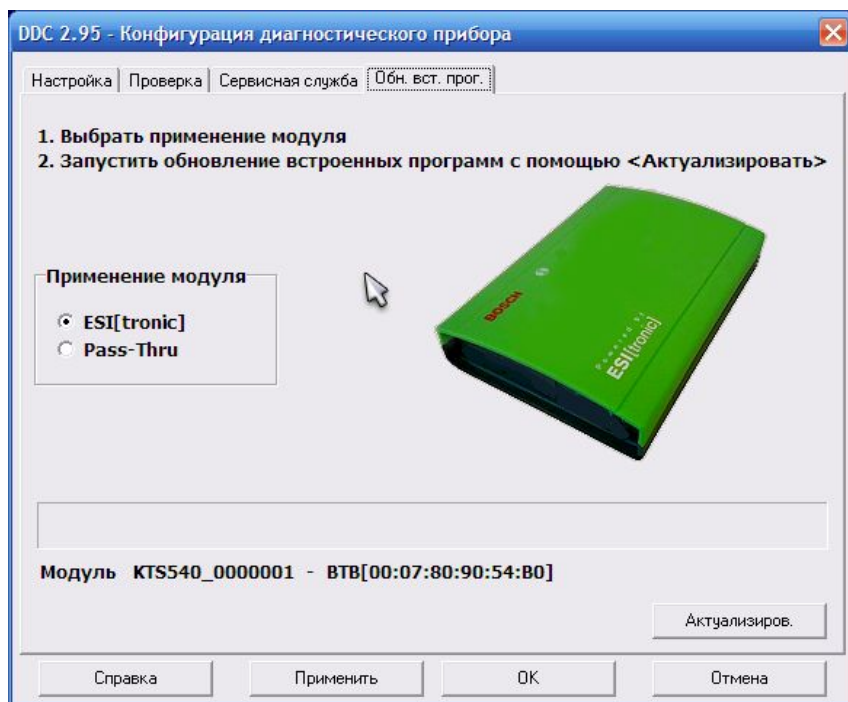 DDC 2.95 - Конфигурация диагностического прибора
Настройка Проверка Сервисная служба Обн. вст. прог.
1. Выбрать применение модуля
2. Запустить обновление встроенных программ с помощью <Актуализировать>
Применение модуля
ESI[tronic]
Pass-Thru
BOSCH
Powered by
ESI[tronic]
Модуль KTS540_0000001 - BTB[00:07:80:90:54:B0]
Актуализиров.
Справка Применить OK Отмена